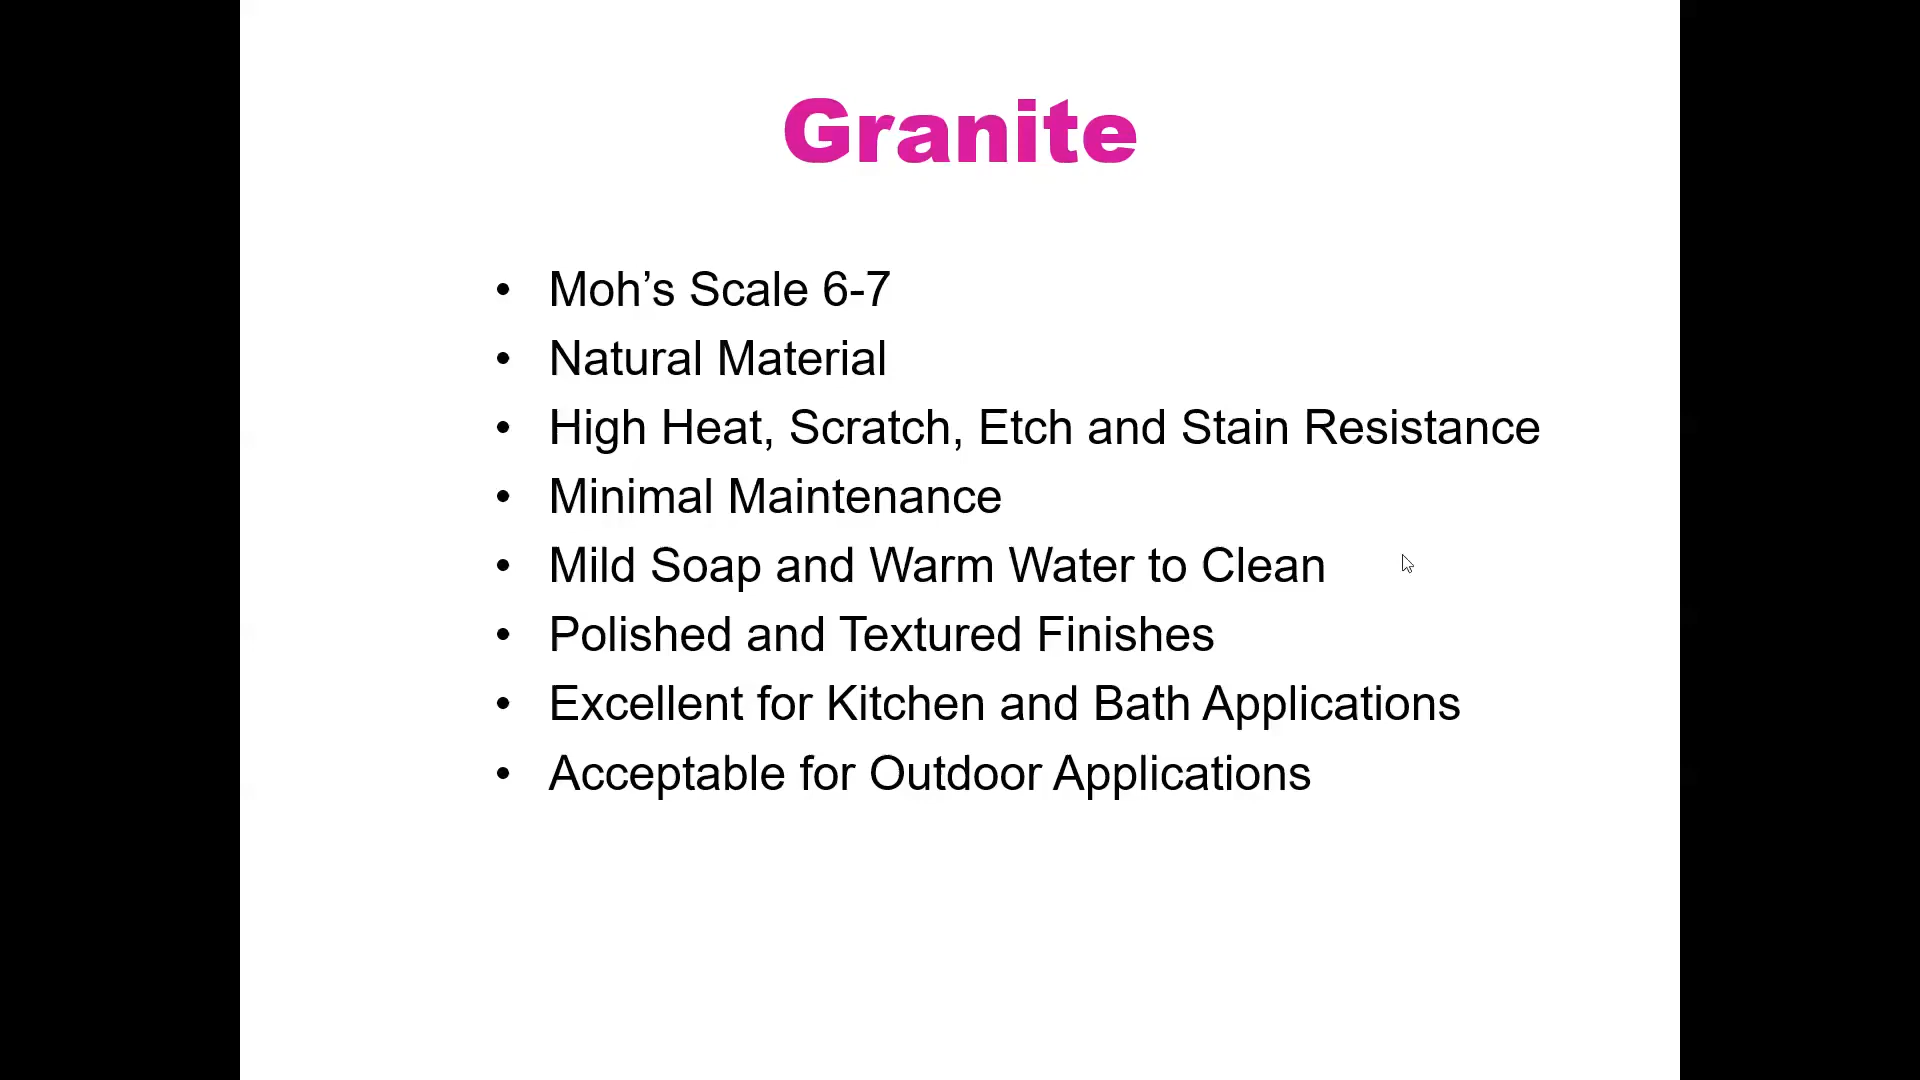 Granite
• Moh’s Scale 6-7
• Natural Material
• High Heat, Scratch, Etch and Stain Resistance
• Minimal Maintenance
• Mild Soap and Warm Water to Clean
• Polished and Textured Finishes
• Excellent for Kitchen and Bath Applications
• Acceptable for Outdoor Applications